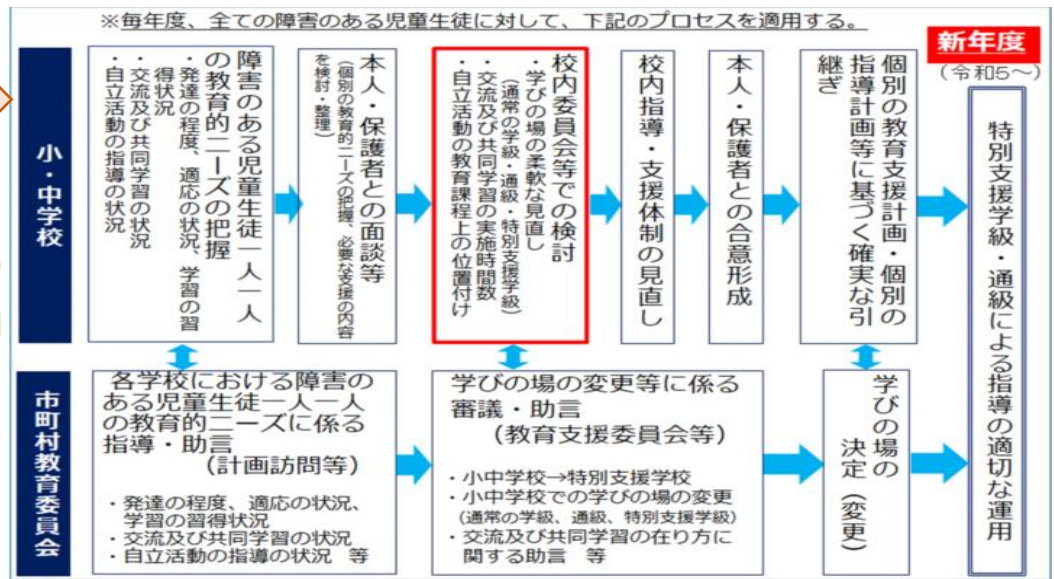 ※毎年度、全ての障害のある児童生徒に対して、下記のプロセスを適用する。
新年度
（令和5～）
小・中学校
障害のある児童生徒一人一人
の教育的ニーズの把握
・発達の程度、適応の状況、学習の習
得状況
・交流及び共同学習の状況
・自立活動の指導の状況
本人・保護者との面談等
（個別の教育的ニーズの把握、必要な支援の内容
を検討・整理）
校内委員会等での検討
・学びの場の柔軟な見直し
（通常の学級・通級・特別支援学級）
・交流及び共同学習の実施時間数
・自立活動の教育課程上の位置付け
校内指導・支援体制の見直し
本人・保護者との合意形成
個別の教育支援計画・個別の
指導計画等に基づく確実な引
継ぎ
特別支援学級・通級による指導の適切な運用
市町村教育委員会
各学校における障害の
ある児童生徒一人一人
の教育的ニーズに係る
指導・助言
（計画訪問等）
・発達の程度、適応の状況、
学習の習得状況
・交流及び共同学習の状況
・自立活動の指導の状況 等
学びの場の変更等に係る
審議・助言
（教育支援委員会等）
・小中学校→特別支援学校
・小中学校での学びの場の変更
（通常の学級、通級、特別支援学級）
・交流及び共同学習の在り方に
関する助言 等
学びの場の
決定（変更）